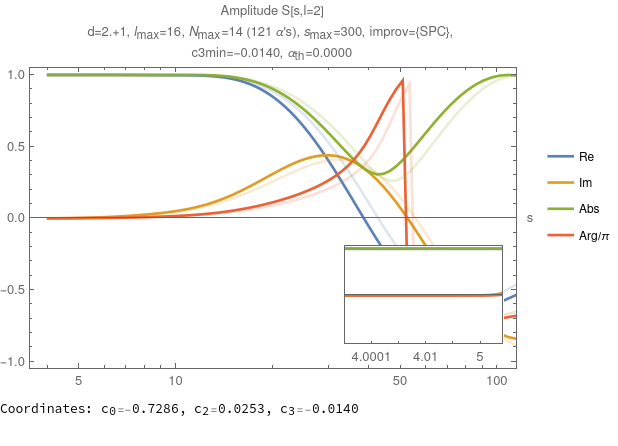 Amplitude S[s,l=2]
d=2.+1, lmax=16, Nmax=14 (121 α's), smax=300, improv={SPC},
c3min=-0.0140, αth=0.0000
1.0
0.5
0.0
-0.5
-1.0
s
Re
Im
Abs
Arg/π
4.0001 4.01 5
5 10 50 100
Coordinates: c0=-0.7286, c2=0.0253, c3=-0.0140